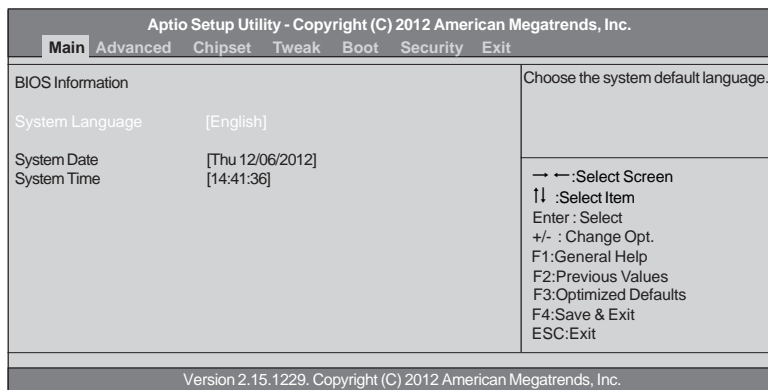 Aptio Setup Utility - Copyright (C) 2012 American Megatrends, Inc.
Main Advanced Chipset Tweak Boot Security Exit
BIOS Information
System Language [English]
System Date [Thu 12/06/2012]
System Time [14:41:36]
Choose the system default language.
→ ←:Select Screen
↑↓ :Select Item
Enter : Select
+/- : Change Opt.
F1:General Help
F2:Previous Values
F3:Optimized Defaults
F4:Save & Exit
ESC:Exit
Version 2.15.1229. Copyright (C) 2012 American Megatrends, Inc.